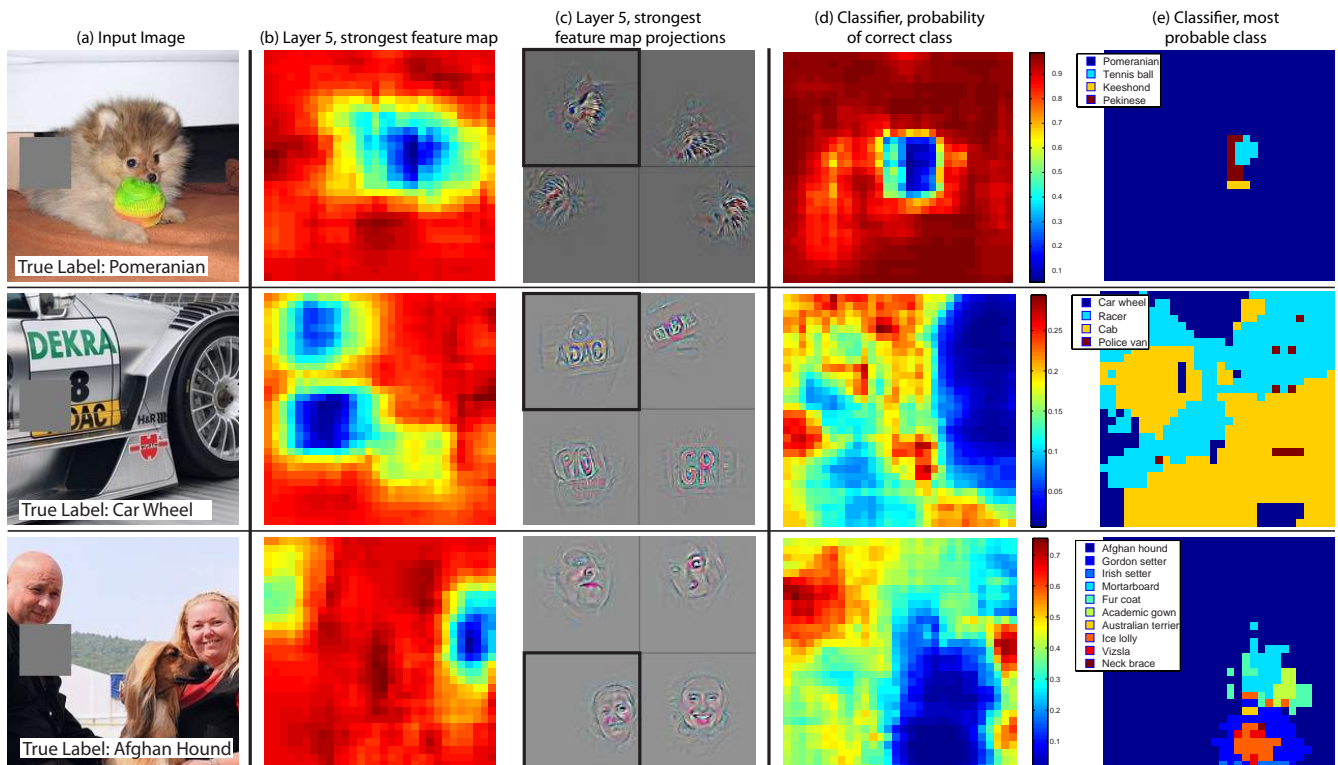 (a) Input Image
(b) Layer 5, strongest feature map
(c) Layer 5, strongest
feature map projections
(d) Classifier, probability
of correct class
(e) Classifier, most
probable class
True Label: Pomeranian
0.9
0.8
0.7
0.6
0.5
0.4
0.3
0.2
0.1
Pomeranian
Tennis ball
Keeshond
Pekinese
DEKRA
8
DAC
H&R
True Label: Car Wheel
ADAC
GR
0.25
0.2
0.15
0.1
0.05
Car wheel
Racer
Cab
Police van
True Label: Afghan Hound
0.7
0.6
0.5
0.4
0.3
0.2
0.1
Afghan hound
Gordon setter
Irish setter
Mortarboard
Fur coat
Academic gown
Australian terrier
Ice lolly
Vizsla
Neck brace